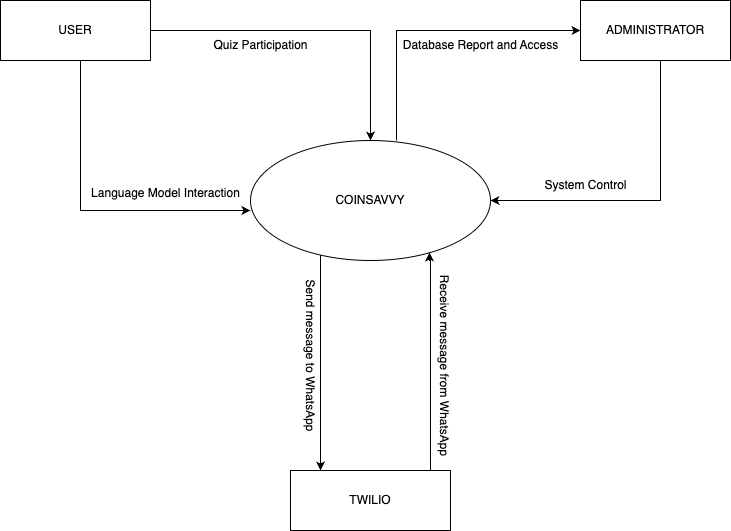 USER
ADMINISTRATOR
Quiz Participation
Database Report and Access
Language Model Interaction
System Control
COINSAVVY
Send message to WhatsApp
Receive message from WhatsApp
TWILIO